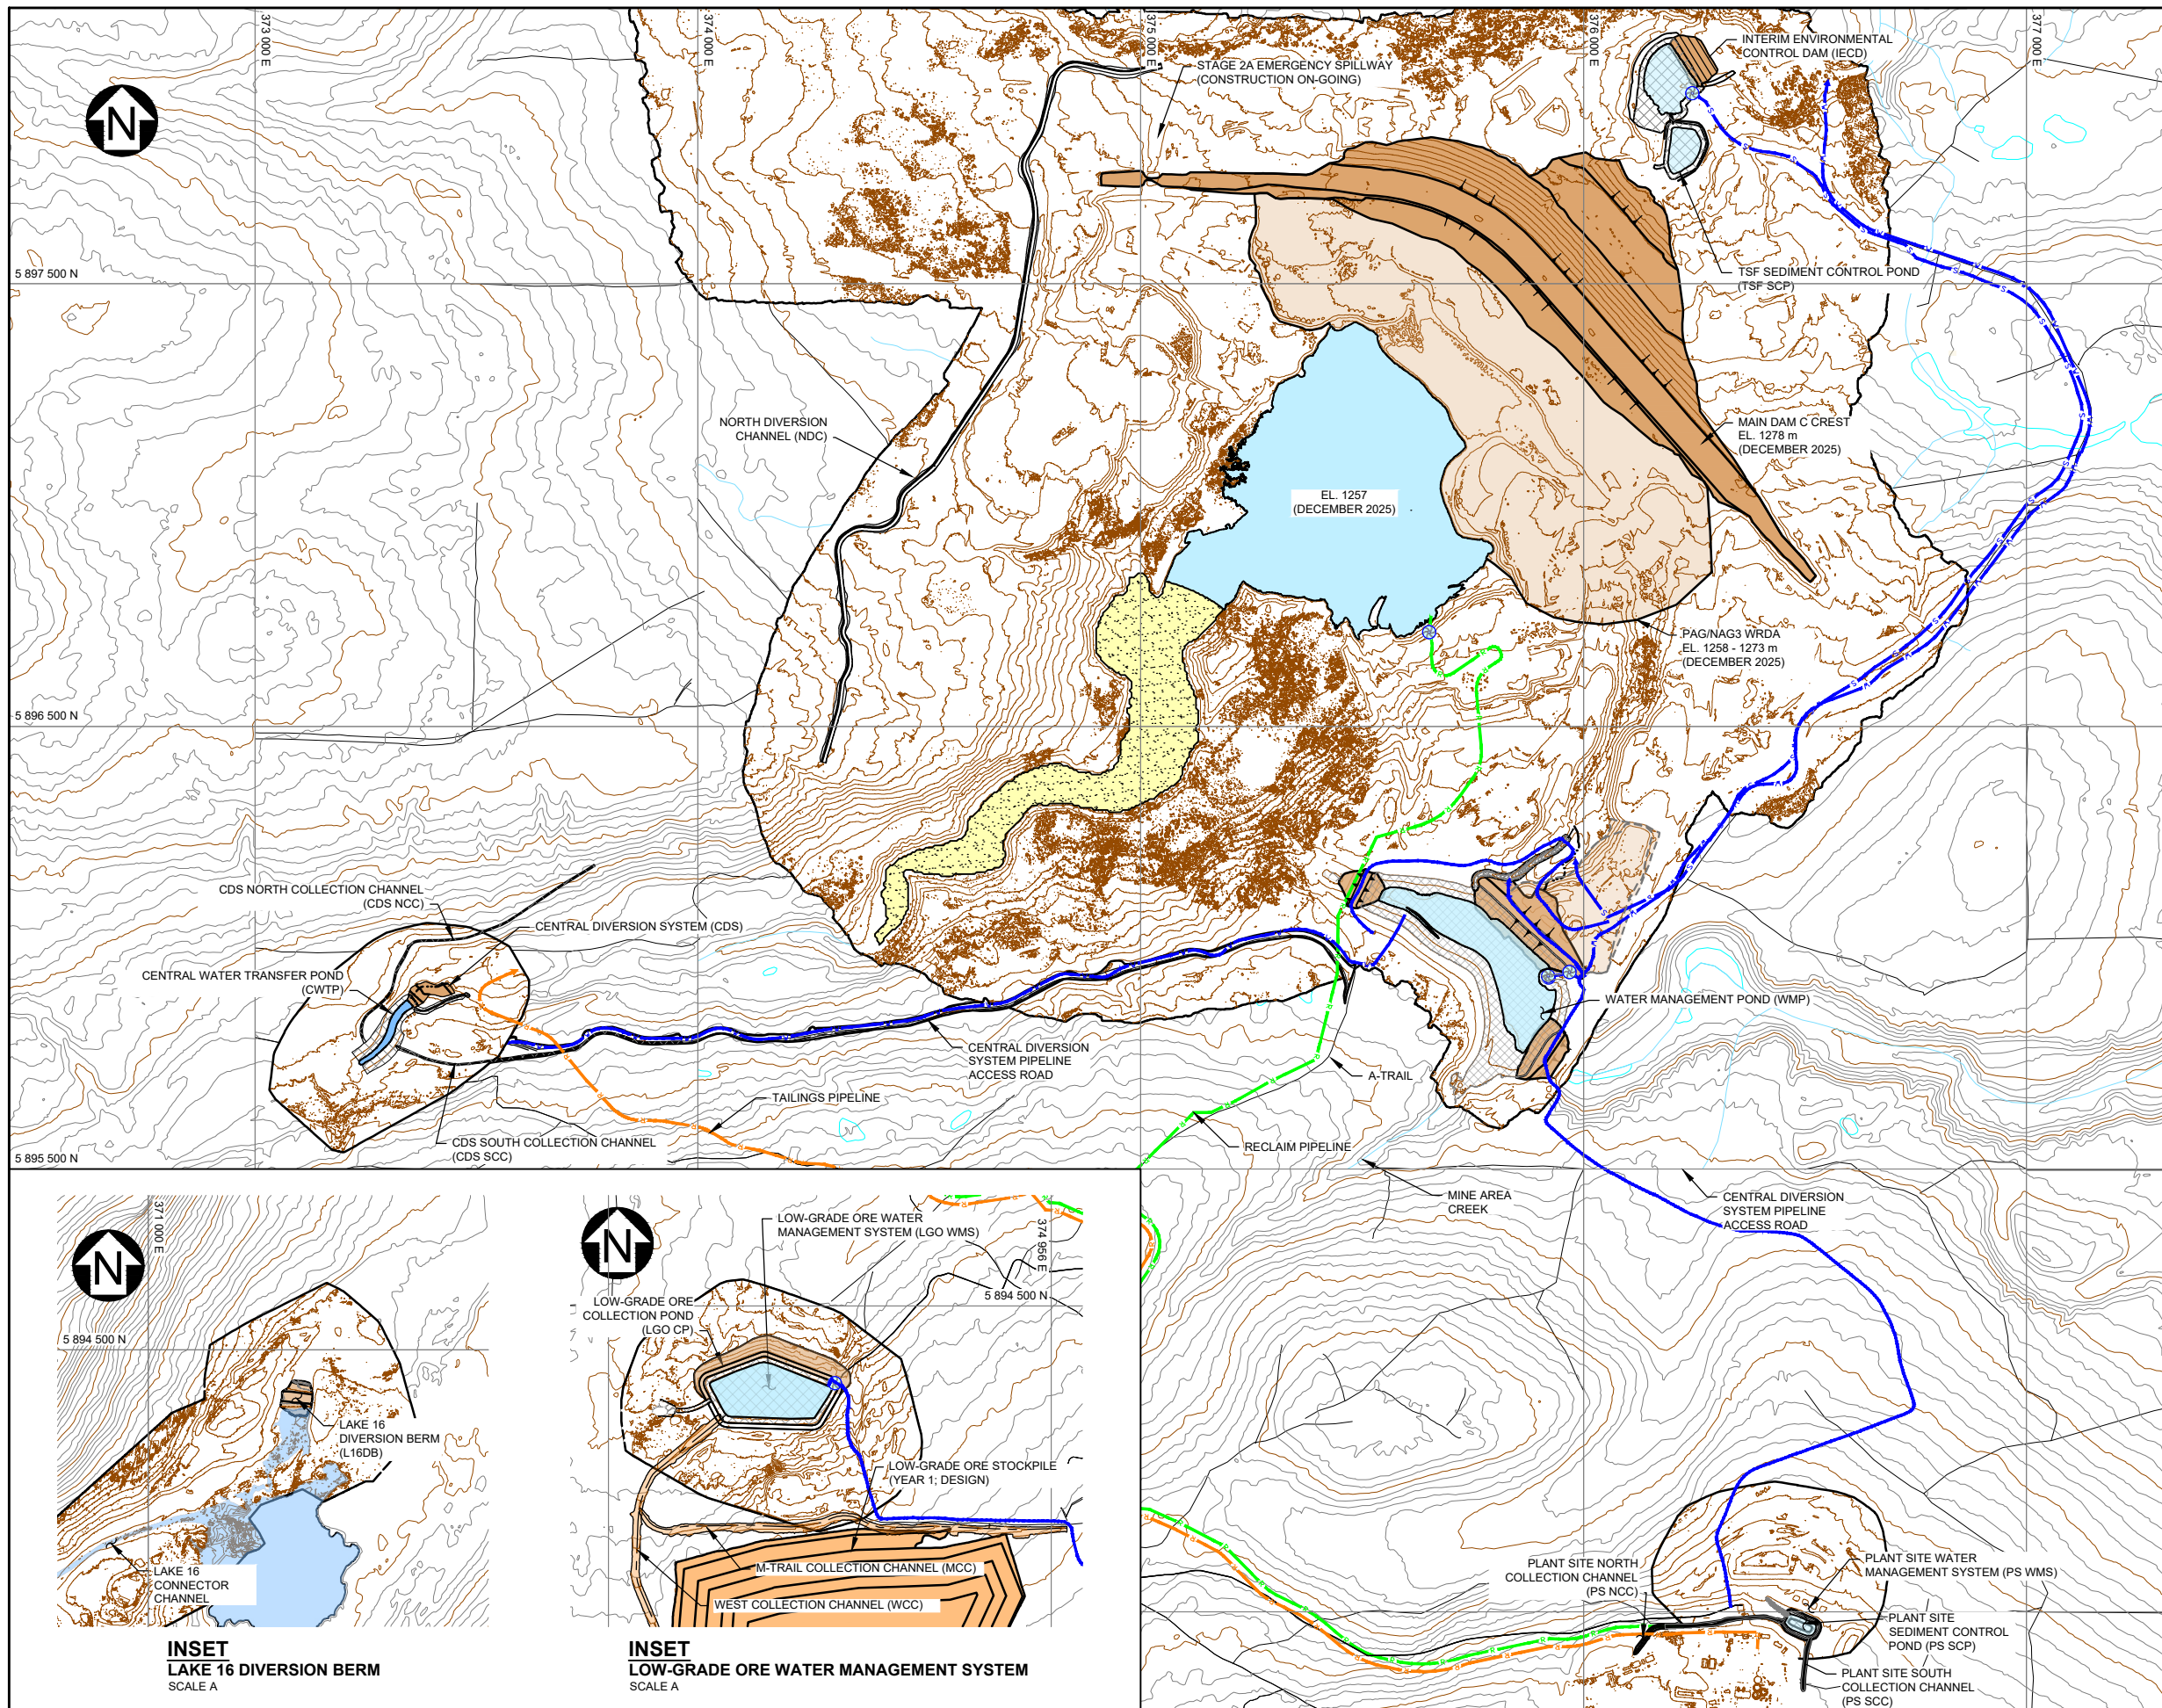 373 000 E
374 000 E
375 000 E
376 000 E
377 000 E
N
INTERIM ENVIRONMENTAL
CONTROL DAM (IECD)
STAGE 2A EMERGENCY SPILLWAY
(CONSTRUCTION ON-GOING)
5 897 500 N
TSF SEDIMENT CONTROL POND
(TSF SCP)
NORTH DIVERSION
CHANNEL (NDC)
MAIN DAM C CREST
EL. 1278 m
(DECEMBER 2025)
EL. 1257
(DECEMBER 2025)
PAG/NAG3 WRDA
EL. 1258 - 1273 m
(DECEMBER 2025)
5 896 500 N
CDS NORTH COLLECTION CHANNEL
(CDS NCC)
CENTRAL DIVERSION SYSTEM (CDS)
CENTRAL WATER TRANSFER POND
(CWTP)
WATER MANAGEMENT POND (WMP)
CENTRAL DIVERSION
SYSTEM PIPELINE
ACCESS ROAD
A-TRAIL
TAILINGS PIPELINE
CDS SOUTH COLLECTION CHANNEL
(CDS SCC)
RECLAIM PIPELINE
5 895 500 N
MINE AREA
CREEK
CENTRAL DIVERSION
SYSTEM PIPELINE
ACCESS ROAD
371 000 E
N
5 894 500 N
LAKE 16
DIVERSION BERM
(L16DB)
LAKE 16
CONNECTOR
CHANNEL
INSET
LAKE 16 DIVERSION BERM
SCALE A
N
LOW-GRADE ORE WATER
MANAGEMENT SYSTEM (LGO WMS)
374 956 E
5 894 500 N
LOW-GRADE ORE
COLLECTION POND
(LGO CP)
LOW-GRADE ORE STOCKPILE
(YEAR 1; DESIGN)
M-TRAIL COLLECTION CHANNEL (MCC)
WEST COLLECTION CHANNEL (WCC)
INSET
LOW-GRADE ORE WATER MANAGEMENT SYSTEM
SCALE A
PLANT SITE NORTH
COLLECTION CHANNEL
(PS NCC)
PLANT SITE WATER
MANAGEMENT SYSTEM (PS WMS)
PLANT SITE
SEDIMENT CONTROL
POND (PS SCP)
PLANT SITE SOUTH
COLLECTION CHANNEL
(PS SCC)